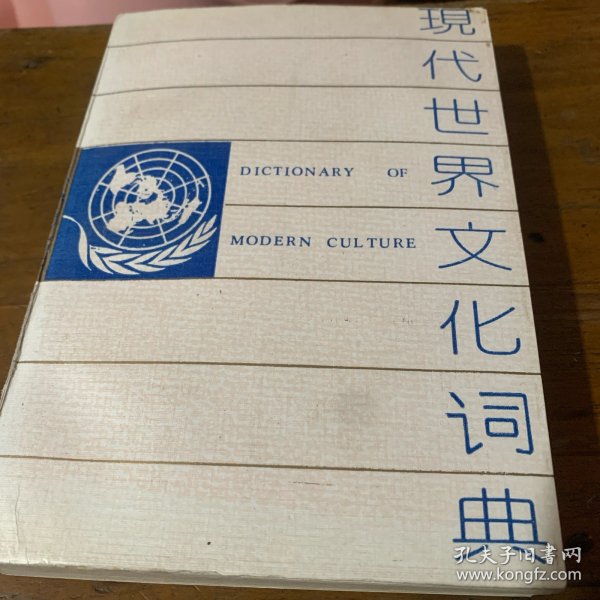 現代世界文化词典
DICTIONARY OF
MODERN CULTURE
孔夫子旧書网
www.kongfz.com